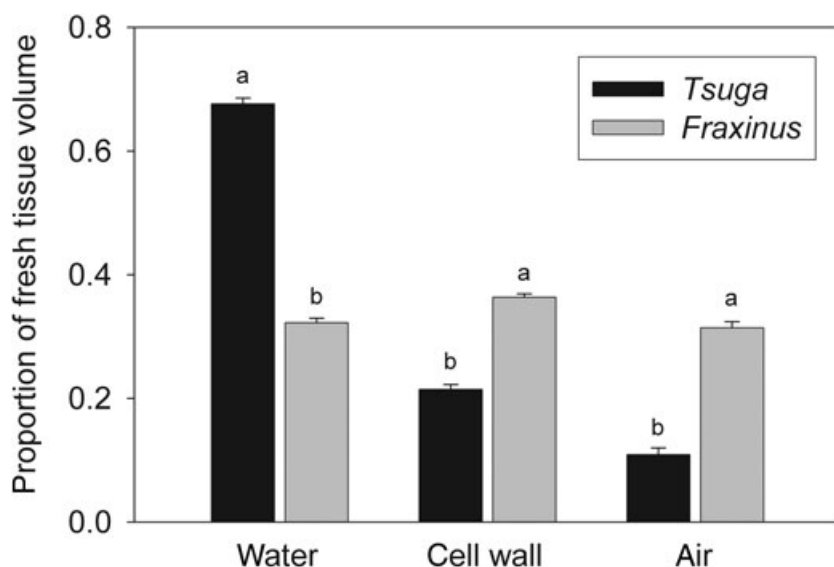 Proportion of fresh tissue volume
0.8
0.6
0.4
0.2
0.0
a
b
b
a
b
a
Tsuga
Fraxinus
Water
Cell wall
Air